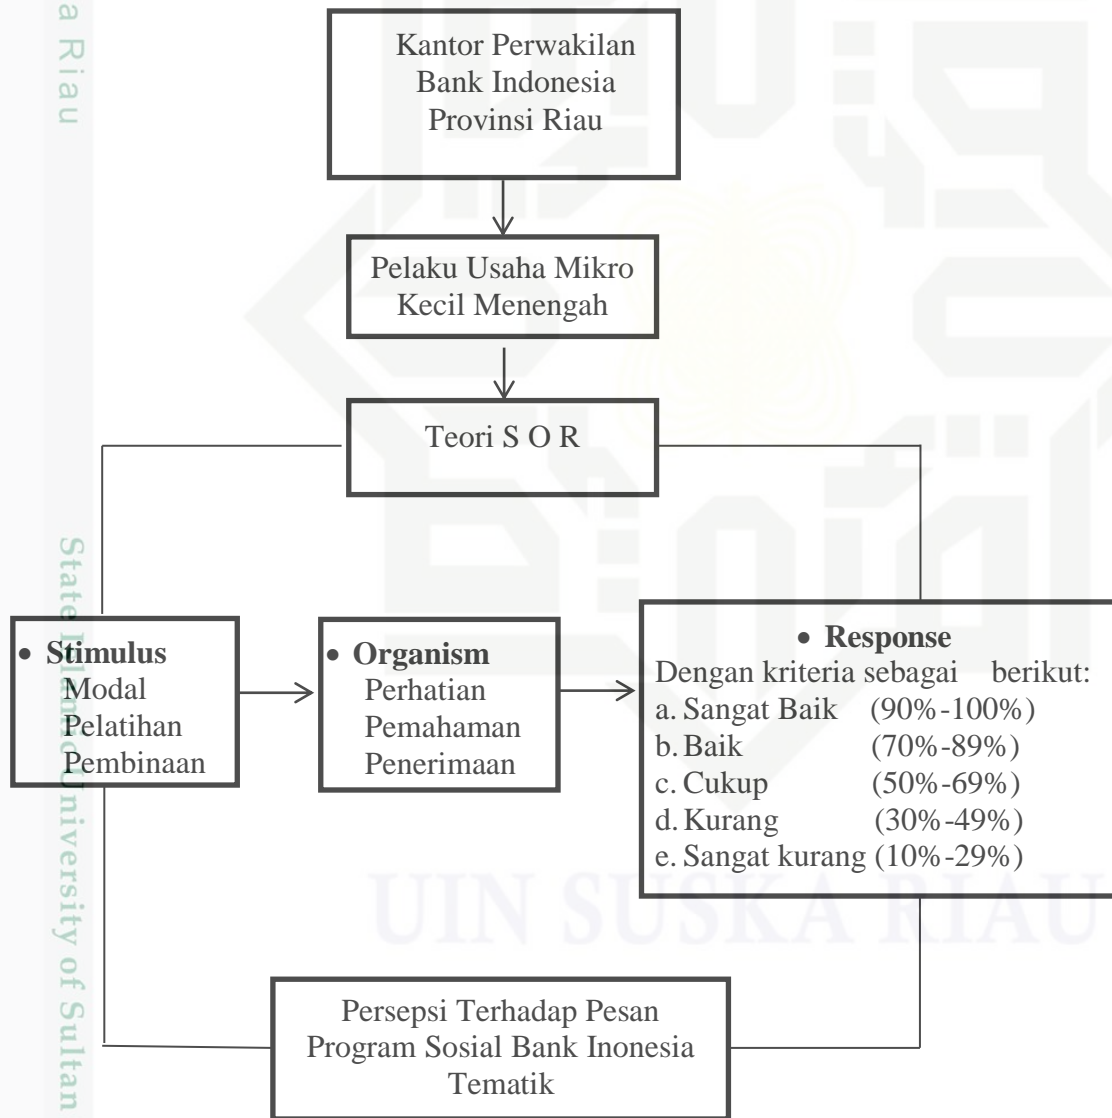 a Riau
Kantor Perwakilan
Bank Indonesia
Provinsi Riau
Pelaku Usaha Mikro
Kecil Menengah
Teori S O R
• Stimulus
Modal
Pelatihan
Pembinaan
• Organism
Perhatian
Pemahaman
Penerimaan
• Response
Dengan kriteria sebagai berikut:
a. Sangat Baik (90%-100%)
b. Baik (70%-89%)
c. Cukup (50%-69%)
d. Kurang (30%-49%)
e. Sangat kurang (10%-29%)
State Islamic University of Sultan
UIN SUSKA RIAU
Persepsi Terhadap Pesan
Program Sosial Bank Inonesia
Tematik